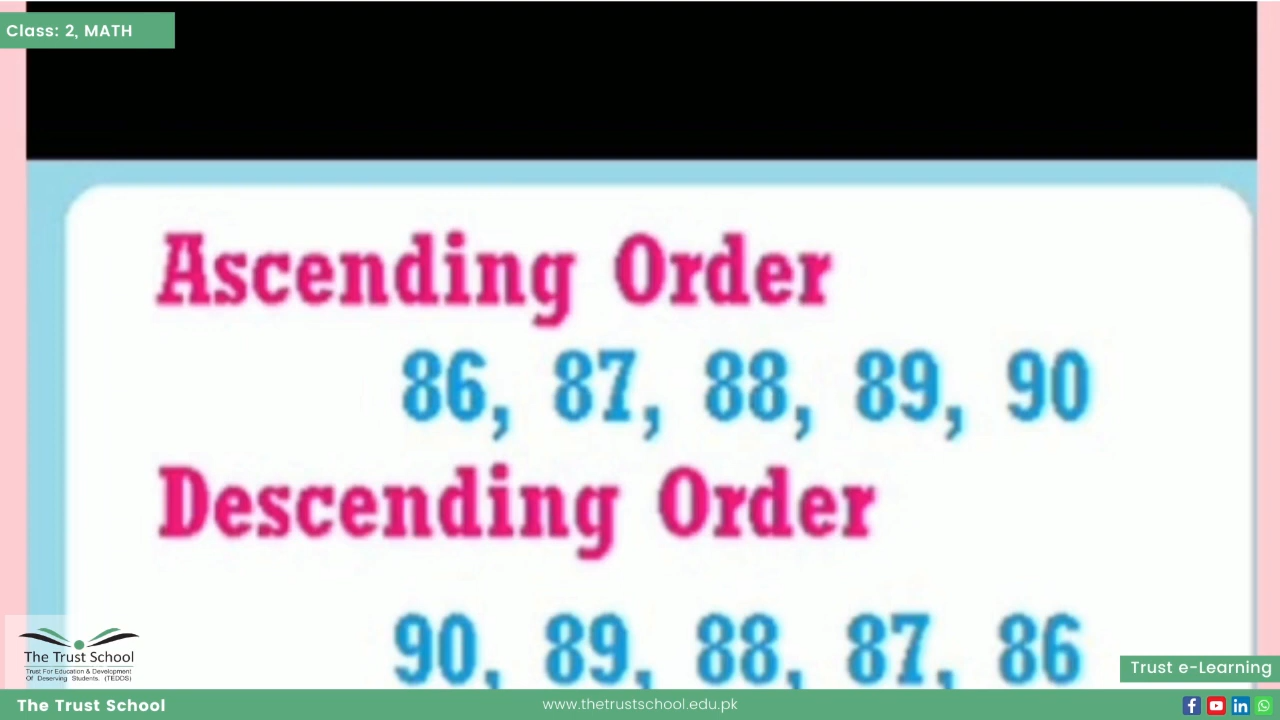 Class: 2, MATH
Ascending Order
86, 87, 88, 89, 90
Descending Order
90, 89, 88, 87, 86
The Trust School
Trust For Education & Development
Of Deserving Students. (TEDDS)
Trust e-Learning
The Trust School
www.thetrustschool.edu.pk